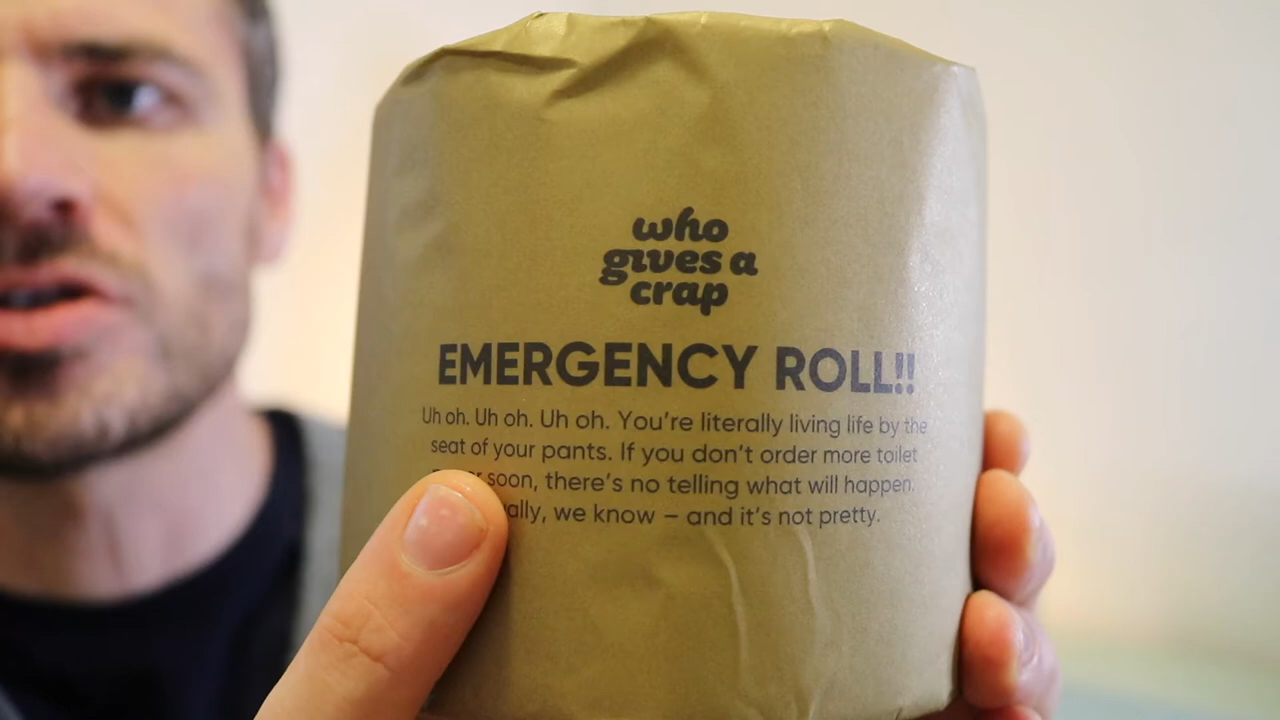 who
gives a
crap
EMERGENCY ROLL!!
Uh oh. Uh oh. Uh oh. You're literally living life by the
seat of your pants. If you don't order more toilet
soon, there's no telling what will happen.
we know – and it's not pretty.